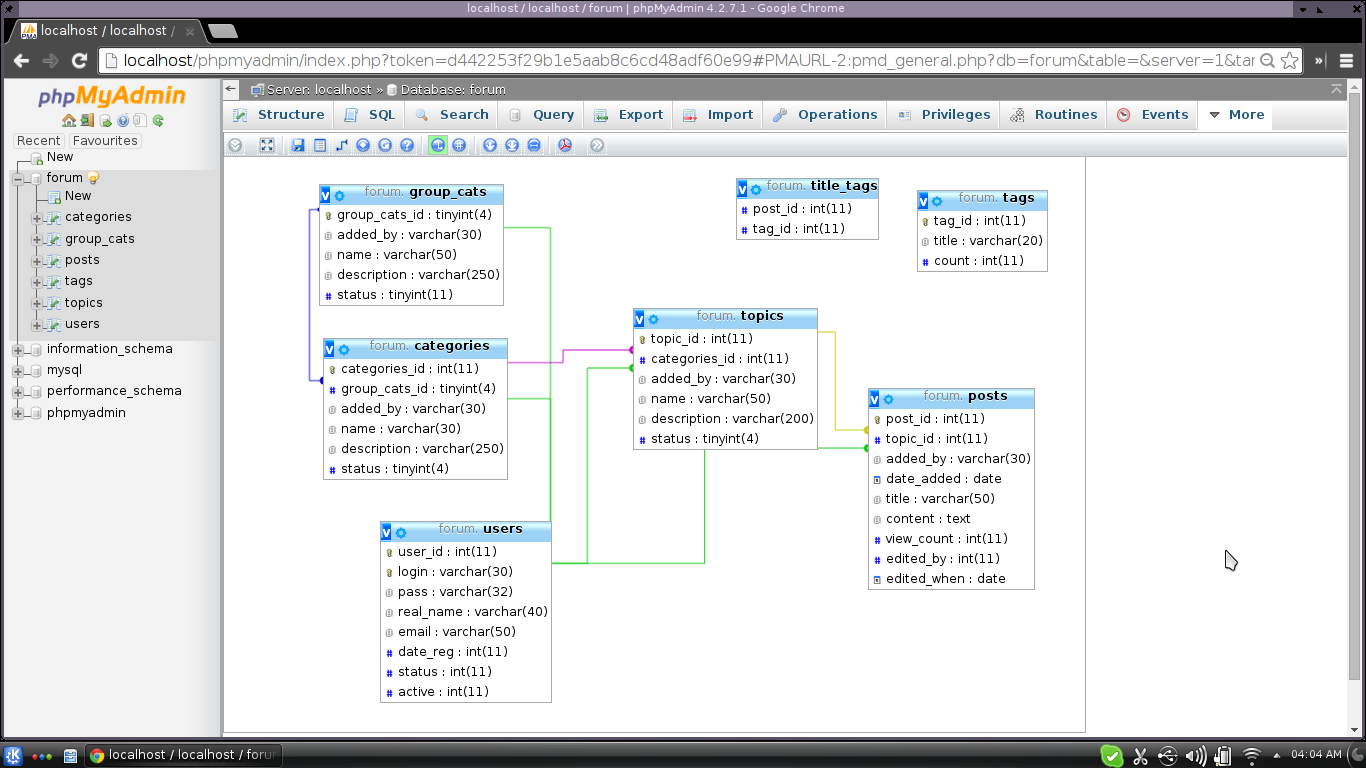 localhost / localhost / forum | phpMyAdmin 4.2.7.1 - Google Chrome
localhost / localhost /
localhost/phpmyadmin/index.php?token=d442253f29b1e5aab8c6cd48adf60e99#PMAURL-2:pmd_general.php?db=forum&table=&server=1&tar
phpMyAdmin
Recent Favourites
New
forum
New
categories
group_cats
posts
tags
topics
users
information_schema
mysql
performance_schema
phpmyadmin
Server: localhost » Database: forum
Structure SQL Search Query Export Import Operations Privileges Routines Events More
forum. group_cats
group_cats_id : tinyint(4)
added_by : varchar(30)
name : varchar(50)
description : varchar(250)
status : tinyint(11)
forum. title_tags
post_id : int(11)
tag_id : int(11)
forum. tags
tag_id : int(11)
title : varchar(20)
count : int(11)
forum. categories
categories_id : int(11)
group_cats_id : tinyint(4)
added_by : varchar(30)
name : varchar(30)
description : varchar(250)
status : tinyint(4)
forum. topics
topic_id : int(11)
categories_id : int(11)
added_by : varchar(30)
name : varchar(50)
description : varchar(200)
status : tinyint(4)
forum. posts
post_id : int(11)
topic_id : int(11)
added_by : varchar(30)
date_added : date
title : varchar(50)
content : text
view_count : int(11)
edited_by : int(11)
edited_when : date
forum. users
user_id : int(11)
login : varchar(30)
pass : varchar(32)
real_name : varchar(40)
email : varchar(50)
date_reg : int(11)
status : int(11)
active : int(11)
localhost / localhost / foru
04:04 AM